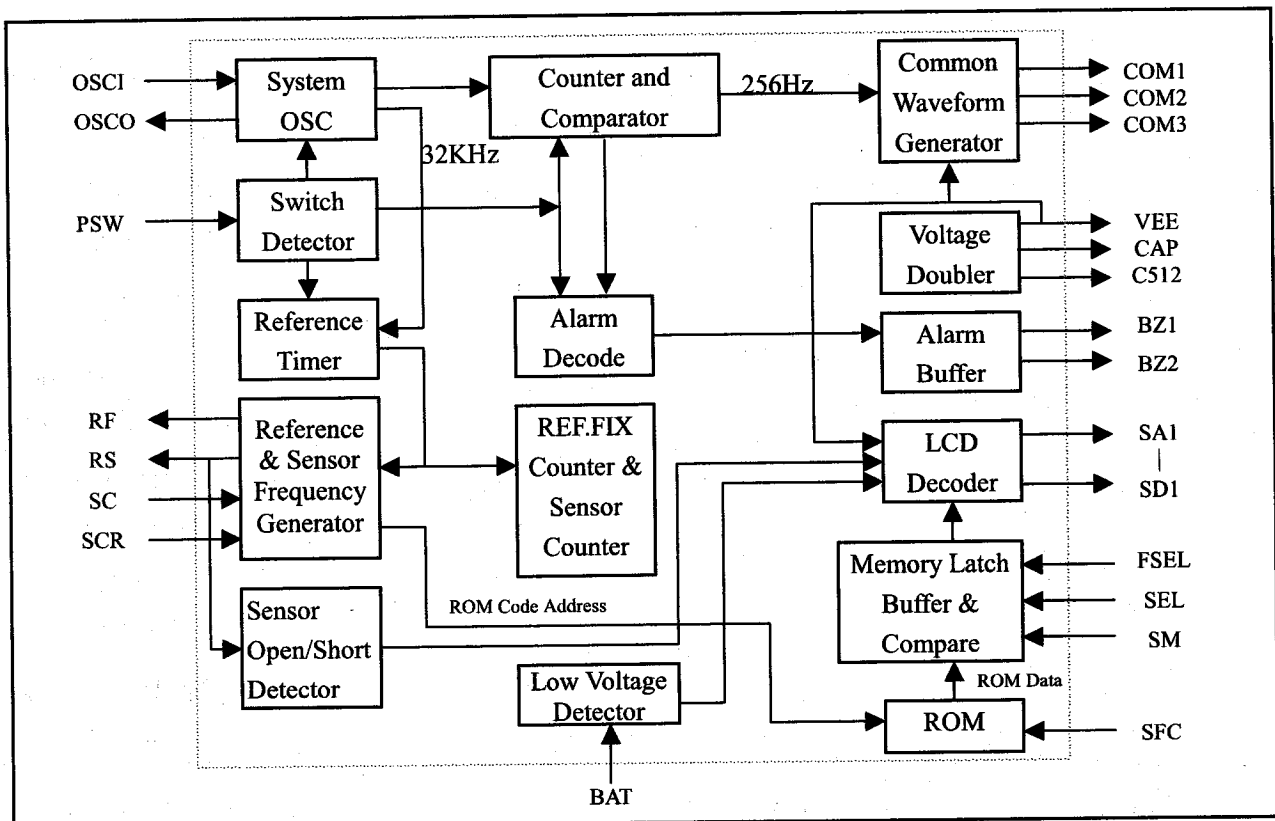 OSCI
OSCO
PSW
RF
RS
SC
SCR
System
OSC
Switch
Detector
Reference
Timer
Reference
& Sensor
Frequency
Generator
Sensor
Open/Short
Detector
32KHz
Counter and
Comparator
256Hz
Alarm
Decode
REF.FIX
Counter &
Sensor
Counter
ROM Code Address
Low Voltage
Detector
BAT
Common
Waveform
Generator
Voltage
Doubler
Alarm
Buffer
LCD
Decoder
Memory Latch
Buffer &
Compare
ROM Data
ROM
COM1
COM2
COM3
VEE
CAP
C512
BZ1
BZ2
SA1
|
SD1
FSEL
SEL
SM
SFC